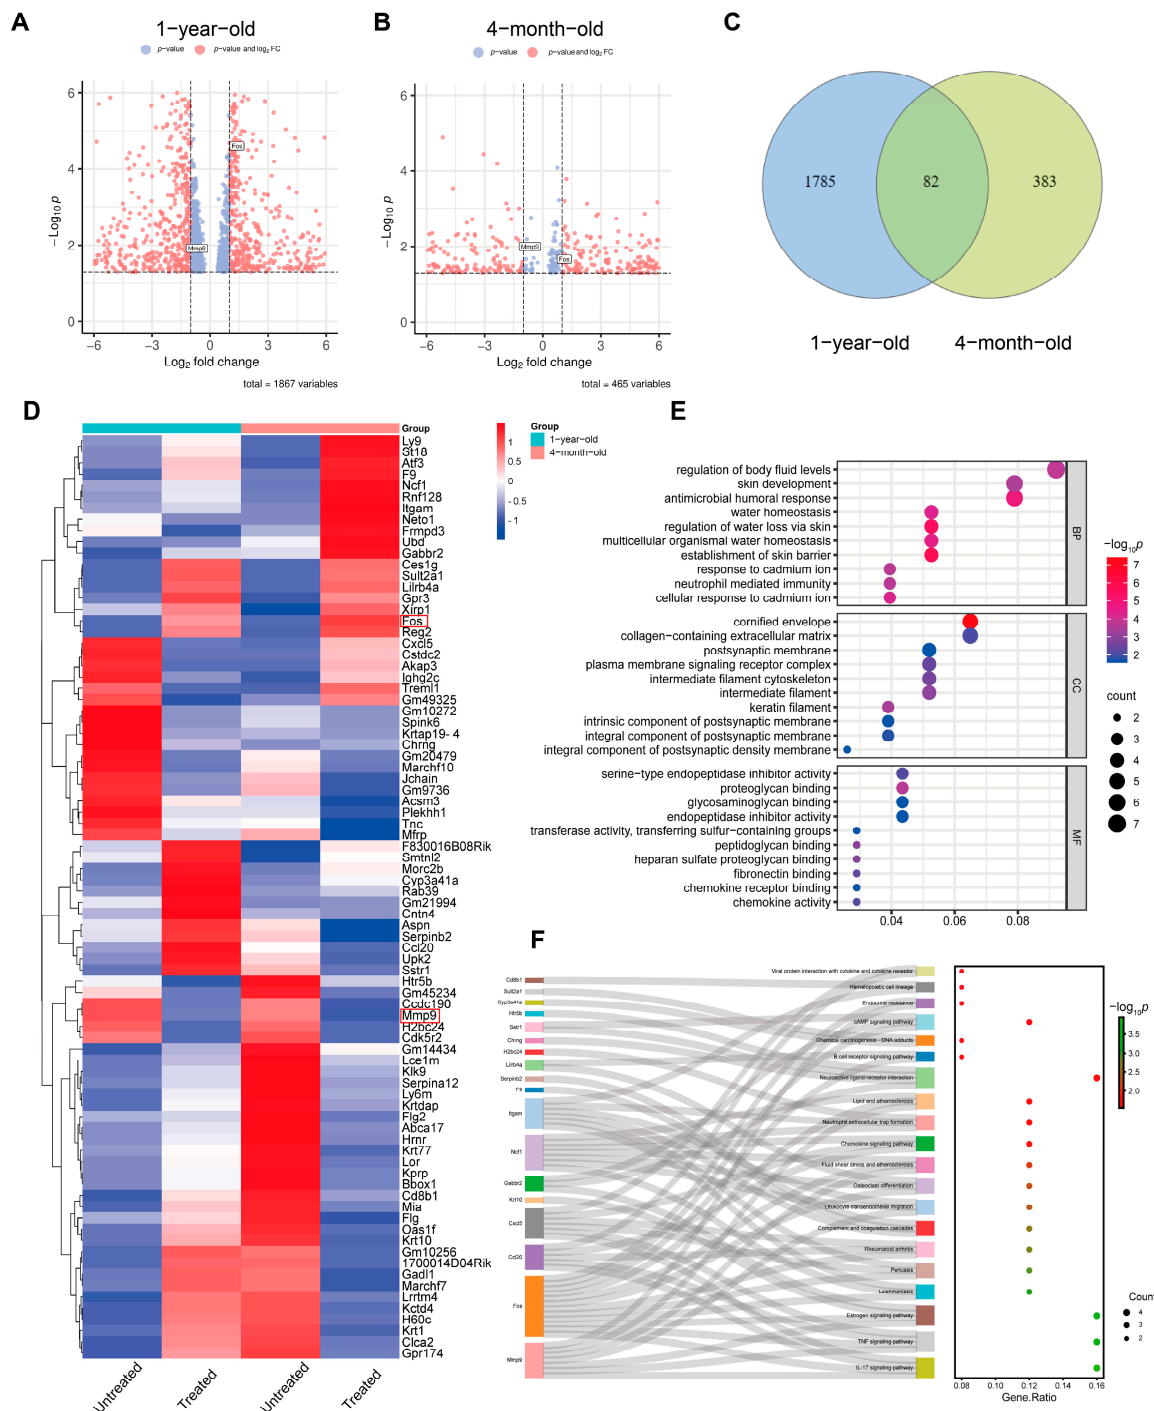 A
1-year-old
p-value
p-value and log2 FC
6
4
2
0
-Log10 p
Fos
Mmp9
-6
-3
0
3
6
Log2 fold change
total = 1867 variables
B
4-month-old
p-value
p-value and log2 FC
6
4
2
0
-Log10 p
Mmp9
Fos
-6
-3
0
3
6
Log2 fold change
total = 465 variables
C
1785
82
383
1-year-old
4-month-old
D
Group
Ly9
St18
Atf3
F9
Ncf1
Rnf128
Itgam
Neto1
Frmpd3
Ubd
Gabbr2
Ces1g
Sult2a1
Lilrb4a
Gpr3
Xirp1
Fos
Reg2
Cxcl5
Cstdc2
Akap3
Ighg2c
Treml1
Gm49325
Gm10272
Spink6
Krtap19-4
Chrng
Gm20479
Marchf10
Jchain
Gm9736
Acsm3
Plekhh1
Tnc
Mfrp
F830016B08Rik
Smtnl2
Morc2b
Cyp3a41a
Rab39
Gm21994
Cntn4
Aspn
Serpinb2
Ccl20
Upk2
Sstr1
Htr5b
Gm45234
Ccdc190
Mmp9
H2bc24
Cdk5r2
Gm14434
Lce1m
Klk9
Serpina12
Ly6m
Krtdap
Flg2
Abca17
Hrnr
Krt77
Lor
Kprp
Bbox1
Cd8b1
Mia
Flg
Oas1f
Krt10
Gm10256
1700014D04Rik
Gadl1
Marchf7
Lrrtm4
Kctd4
H60c
Krt1
Clca2
Gpr174
Untreated
Treated
Untreated
Treated
1
0.5
0
-0.5
-1
Group
1-year-old
4-month-old
E
regulation of body fluid levels
skin development
antimicrobial humoral response
water homeostasis
regulation of water loss via skin
multicellular organismal water homeostasis
establishment of skin barrier
response to cadmium ion
neutrophil mediated immunity
cellular response to cadmium ion
BP
cornified envelope
collagen-containing extracellular matrix
postsynaptic membrane
plasma membrane signaling receptor complex
intermediate filament cytoskeleton
intermediate filament
keratin filament
intrinsic component of postsynaptic membrane
integral component of postsynaptic membrane
integral component of postsynaptic density membrane
CC
serine-type endopeptidase inhibitor activity
proteoglycan binding
glycosaminoglycan binding
endopeptidase inhibitor activity
transferase activity, transferring sulfur-containing groups
peptidoglycan binding
heparan sulfate proteoglycan binding
fibronectin binding
chemokine receptor binding
chemokine activity
MF
0.04
0.06
0.08
-log10p
7
6
5
4
3
2
count
2
3
4
5
6
7
F
Cd8b1
Sult2a1
Cyp3a41a
Htr5b
Sstr1
Chrng
H2bc24
Lilrb4a
Serpinb2
F9
Itgam
Ncf1
Gabbr2
Krt10
Cxcl5
Ccl20
Fos
Mmp9
Viral protein interaction with cytokine and cytokine receptor
Hematopoietic cell lineage
Endocrine resistance
cAMP signaling pathway
Chemical carcinogenesis - DNA adducts
B cell receptor signaling pathway
Neuroactive ligand-receptor interaction
Lipid and atherosclerosis
Neutrophil extracellular trap formation
Chemokine signaling pathway
Fluid shear stress and atherosclerosis
Osteoclast differentiation
Leukocyte transendothelial migration
Complement and coagulation cascades
Rheumatoid arthritis
Pertussis
Leishmaniasis
Estrogen signaling pathway
TNF signaling pathway
IL-17 signaling pathway
0.08
0.10
0.12
0.14
0.16
Gene.Ratio
-log10p
3.5
3.0
2.5
2.0
Count
4
3
2